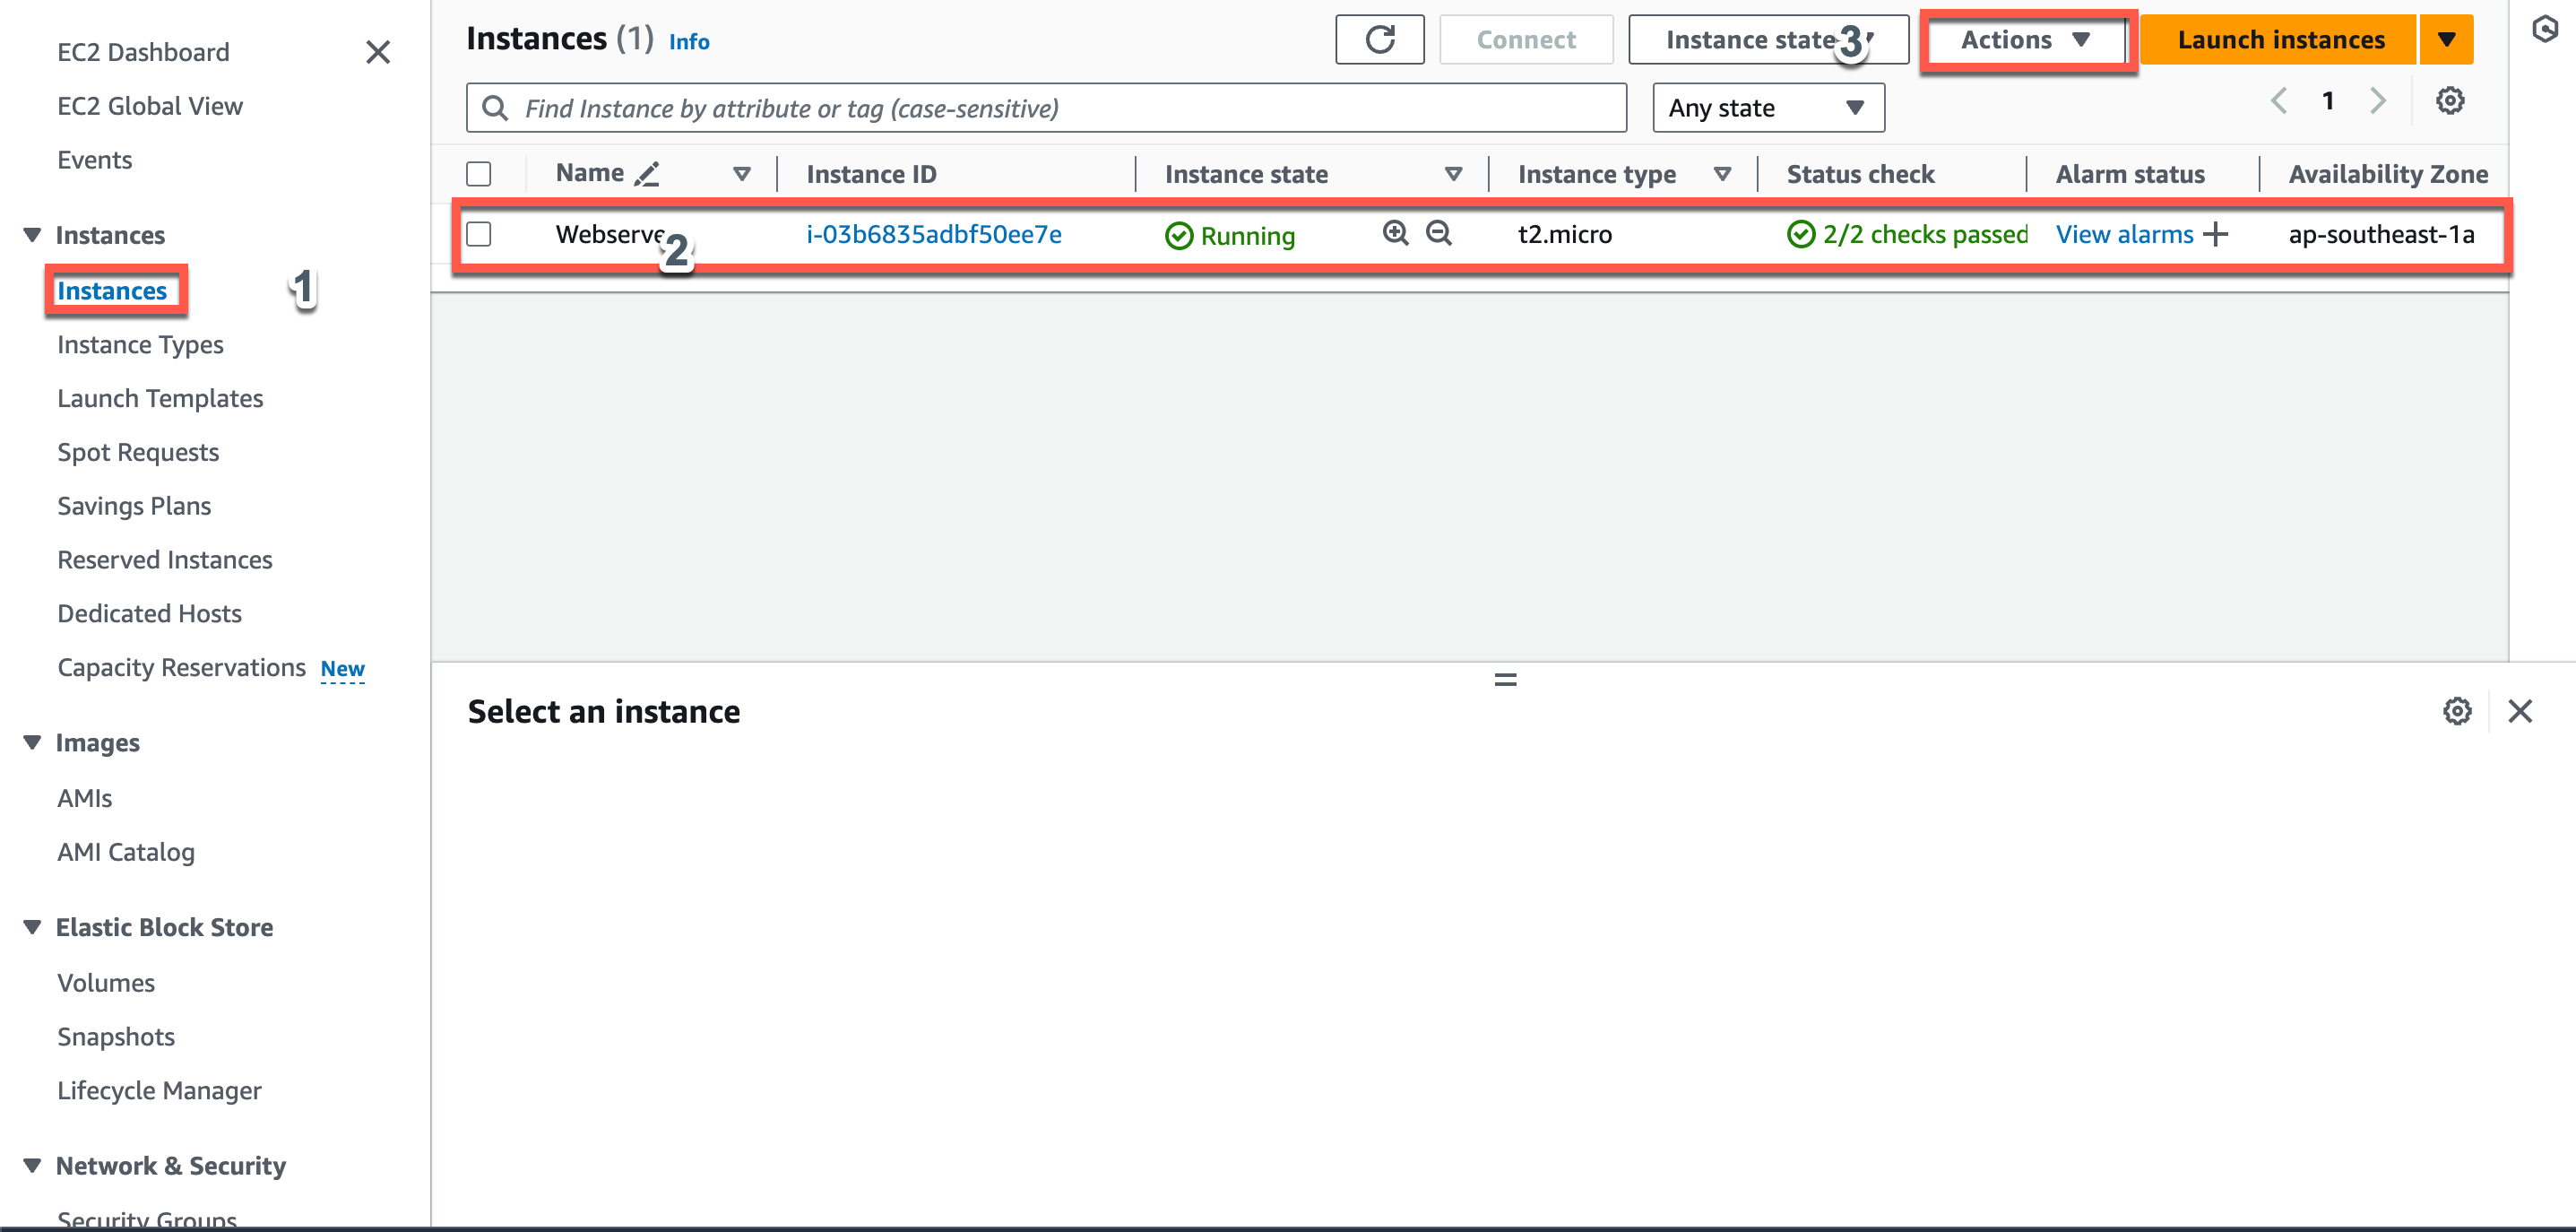 EC2 Dashboard
EC2 Global View
Events
Instances
Instances
1
Instance Types
Launch Templates
Spot Requests
Savings Plans
Reserved Instances
Dedicated Hosts
Capacity Reservations New
Images
AMIs
AMI Catalog
Elastic Block Store
Volumes
Snapshots
Lifecycle Manager
Network & Security
Security Groups
Instances (1) Info
Connect
Instance state
3
Actions
Launch instances
Find Instance by attribute or tag (case-sensitive)
Any state
1
Name Instance ID Instance state Instance type Status check Alarm status Availability Zone
Webserve i-03b6835adbf50ee7e Running t2.micro 2/2 checks passed View alarms ap-southeast-1a
2
Select an instance